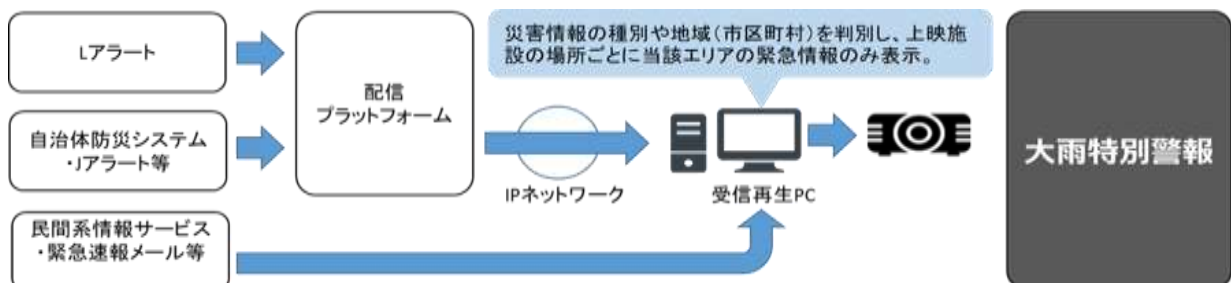 Lアラート
自治体防災システム
・Jアラート等
民間系情報サービス
・緊急速報メール等
配信
プラットフォーム
災害情報の種別や地域（市区町村）を判別し、上映施
設の場所ごとに当該エリアの緊急情報のみ表示。
IPネットワーク
受信再生PC
大雨特別警報